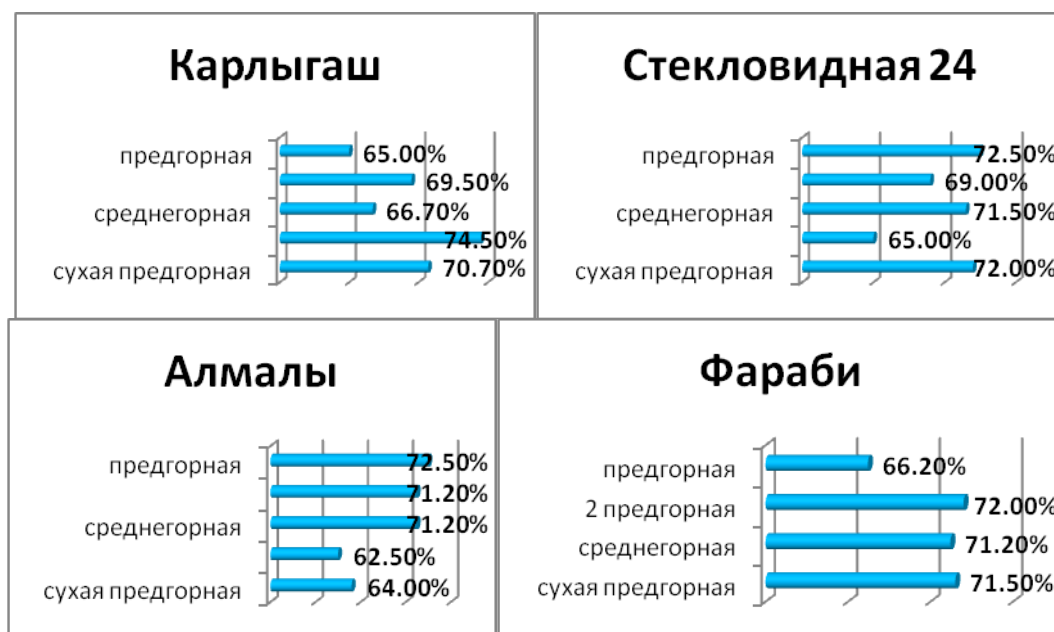 Карлыгаш
предгорная
65.00%
69.50%
среднегорная
66.70%
74.50%
сухая предгорная
70.70%
Стекловидная 24
предгорная
72.50%
69.00%
среднегорная
71.50%
65.00%
сухая предгорная
72.00%
Алмалы
предгорная
72.50%
71.20%
среднегорная
71.20%
62.50%
сухая предгорная
64.00%
Фараби
предгорная
66.20%
2 предгорная
72.00%
среднегорная
71.20%
сухая предгорная
71.50%